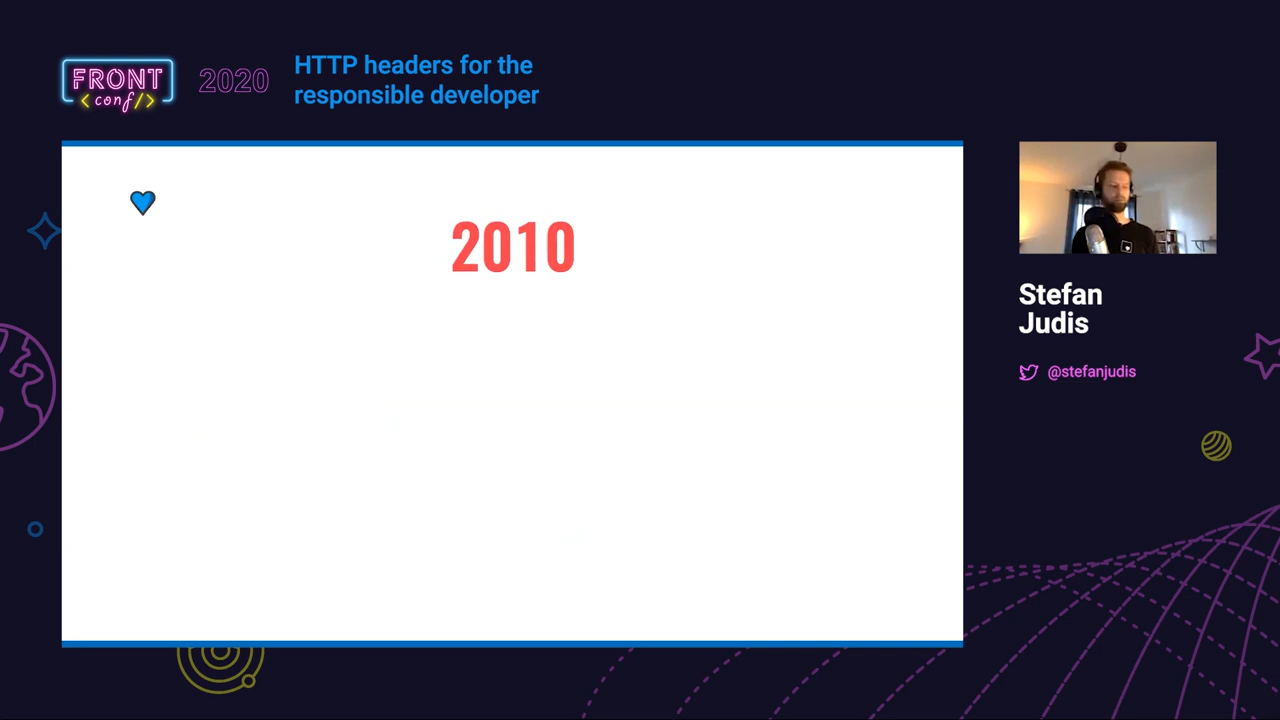 FRONT
<conf/>
2020
HTTP headers for the
responsible developer
2010
Stefan
Judis
@stefanjudis